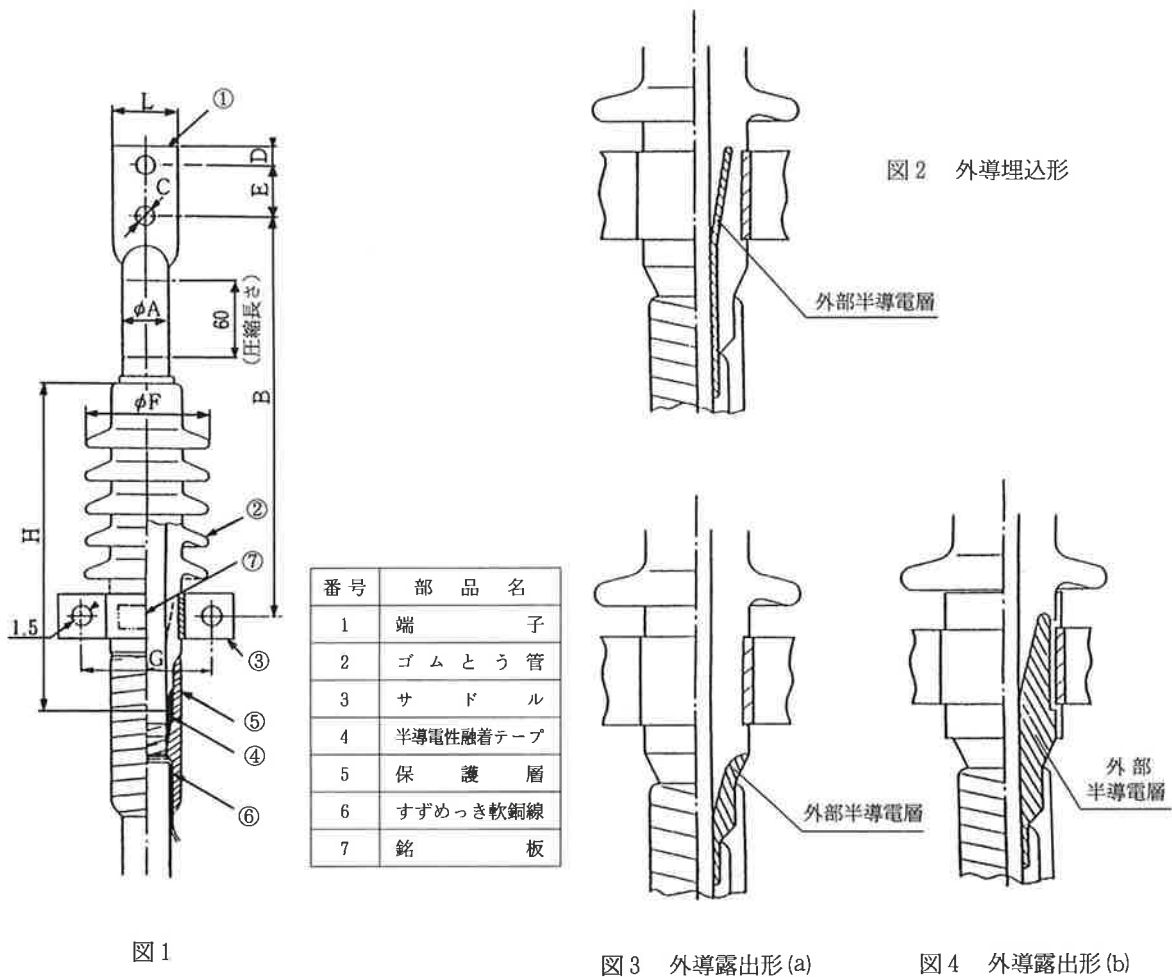 L
①
D
E
C
φA
60
(圧縮長さ)
B
φF
H
②
⑦
1.5
G
③
⑤
④
⑥
図1
番号 部品名
1 端子
2 ゴムとう管
3 サドル
4 半導電性融着テープ
5 保護層
6 すずめっき軟銅線
7 銘板
図2 外導埋込形
外部半導電層
外部半導電層
図3 外導露出形(a)
外部
半導電層
図4 外導露出形(b)